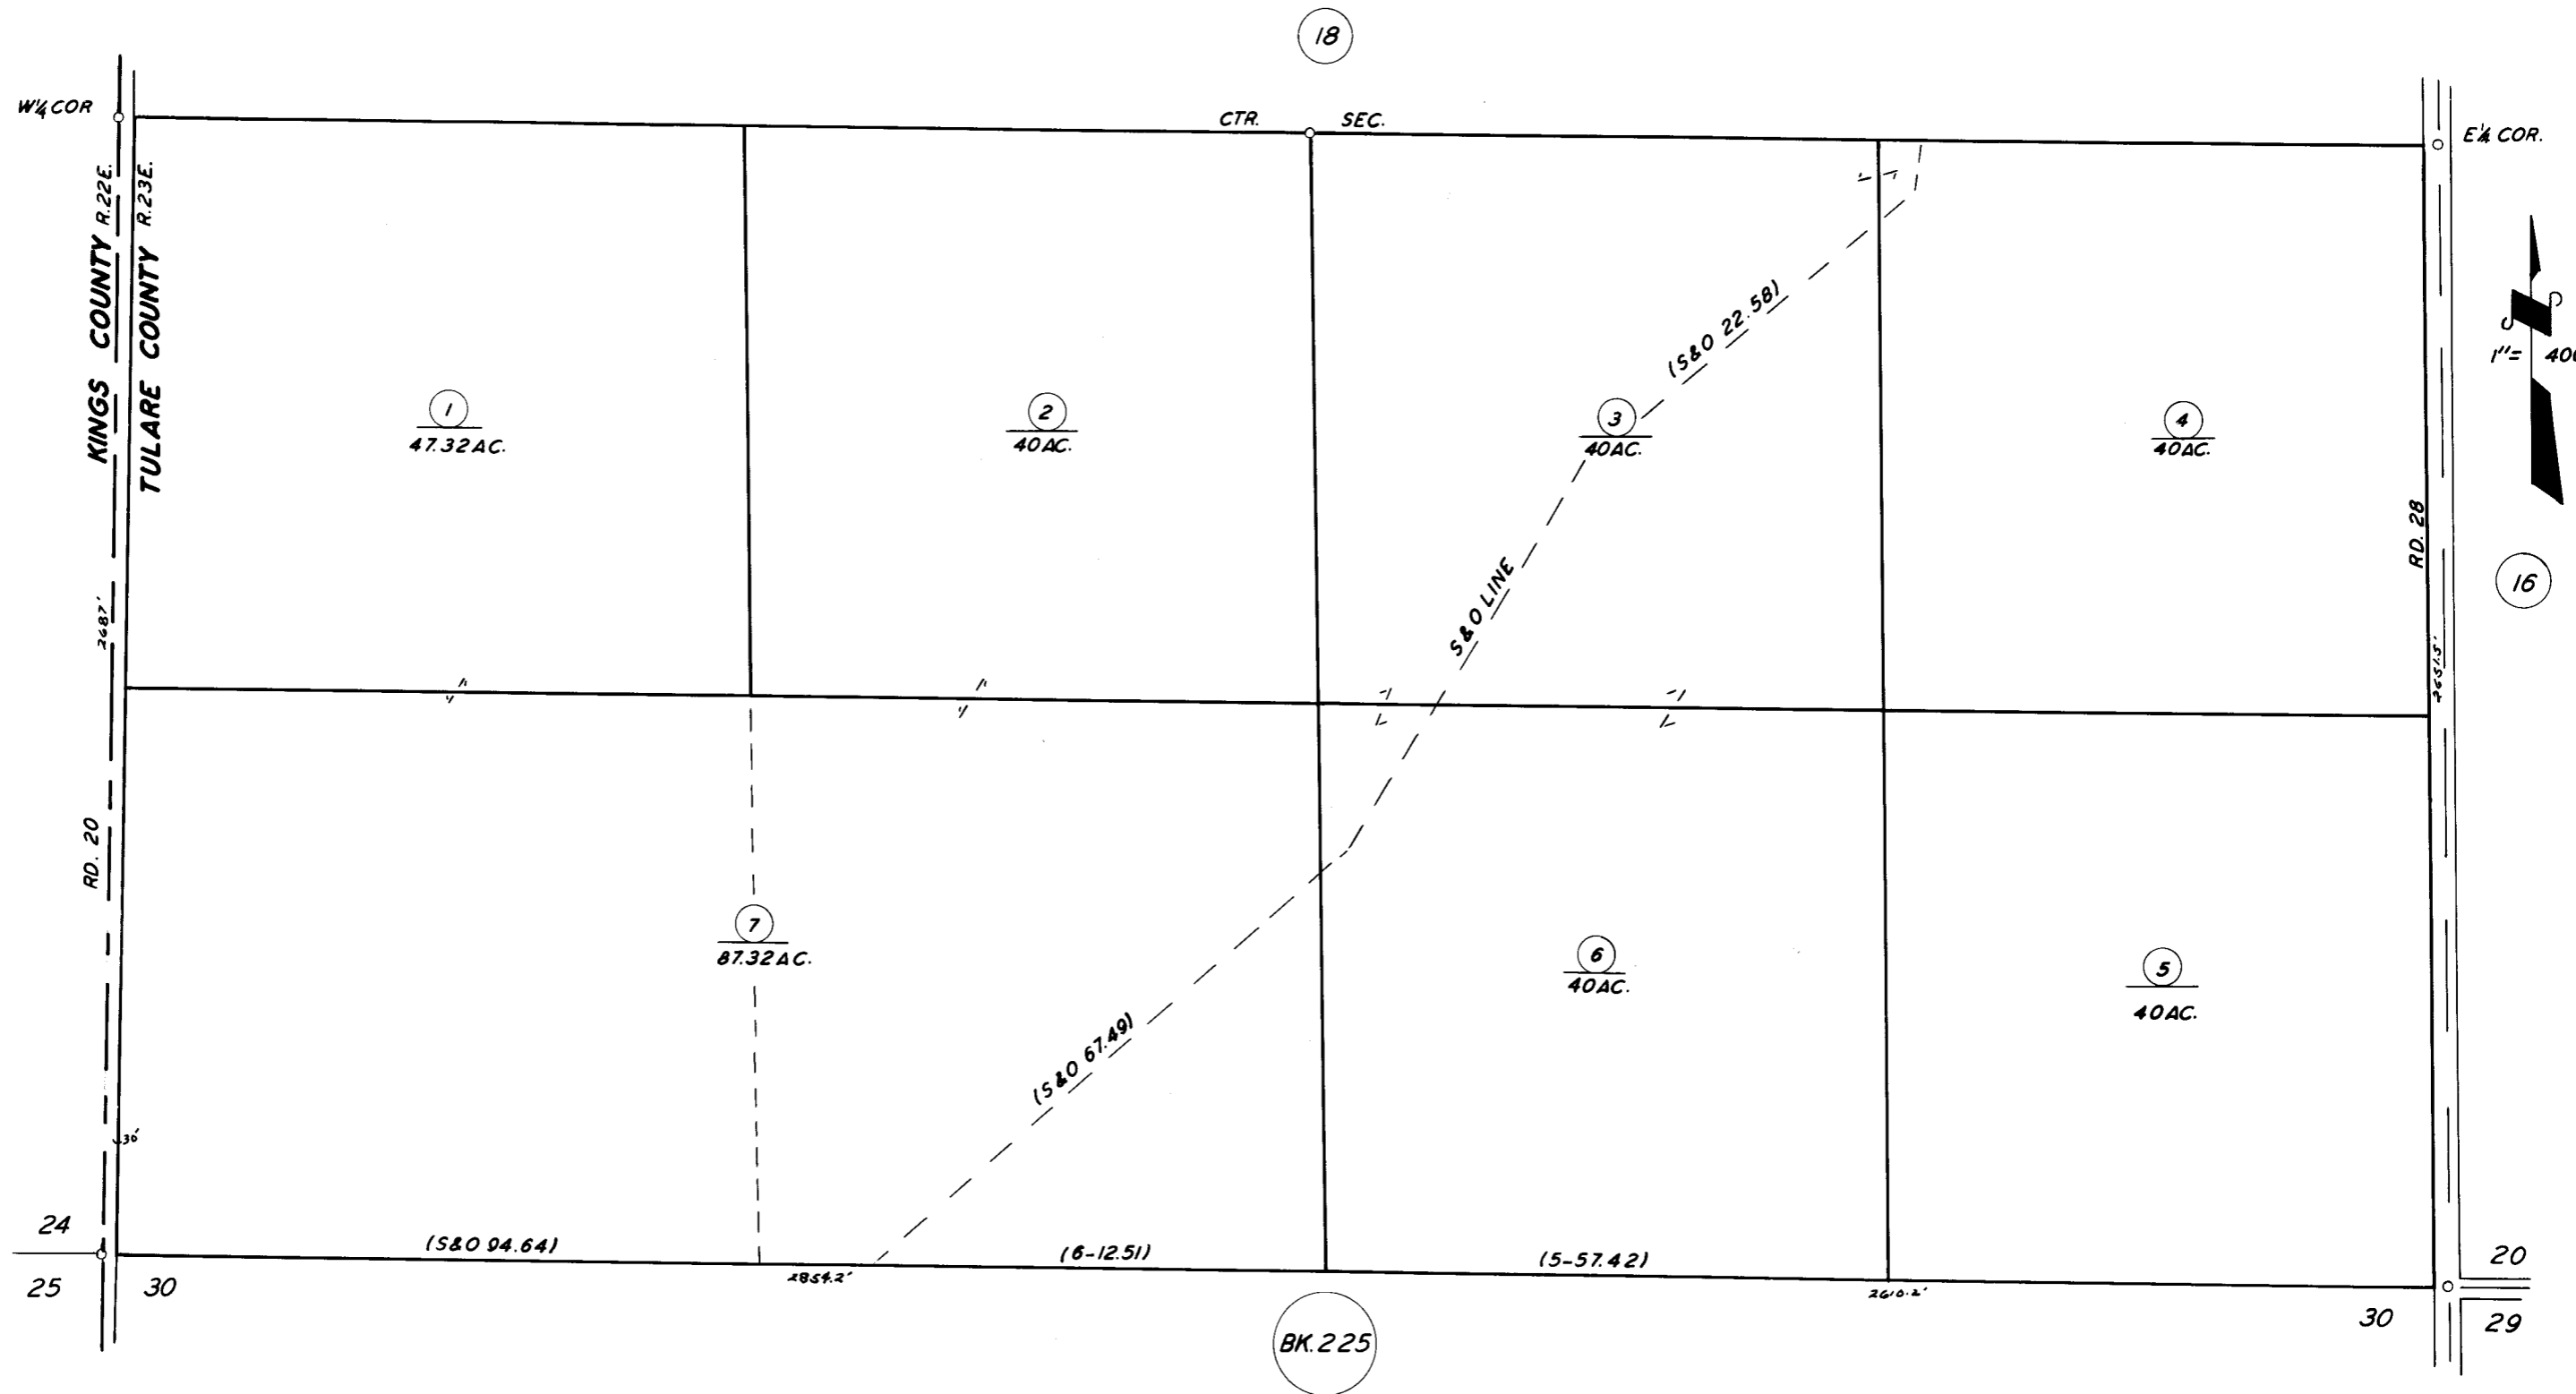 18
W¼ COR
CTR. SEC.
E¼ COR.
KINGS COUNTY R.22E.
TULARE COUNTY R.23E.
1
47.32 AC.
2
40 AC.
3
40 AC.
4
40 AC.
(S&O 22.58)
1"= 40
S&O LINE
RD. 28
16
2687'
2651.5'
RD. 20
7
87.32 AC.
6
40 AC.
5
40 AC.
(S&O 67.49)
30'
24
(S&O 94.64)
(6-12.51)
(5-57.42)
20
2854.2'
2610.2'
25
30
30
29
BK. 225